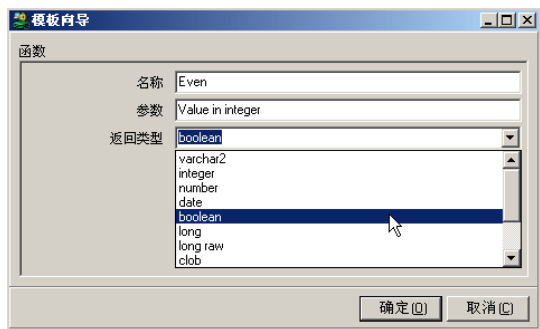 模板向导
函数
名称 Even
参数 Value in integer
返回类型 boolean
varchar2
integer
number
date
boolean
long
long raw
clob
确定(O) 取消(C)